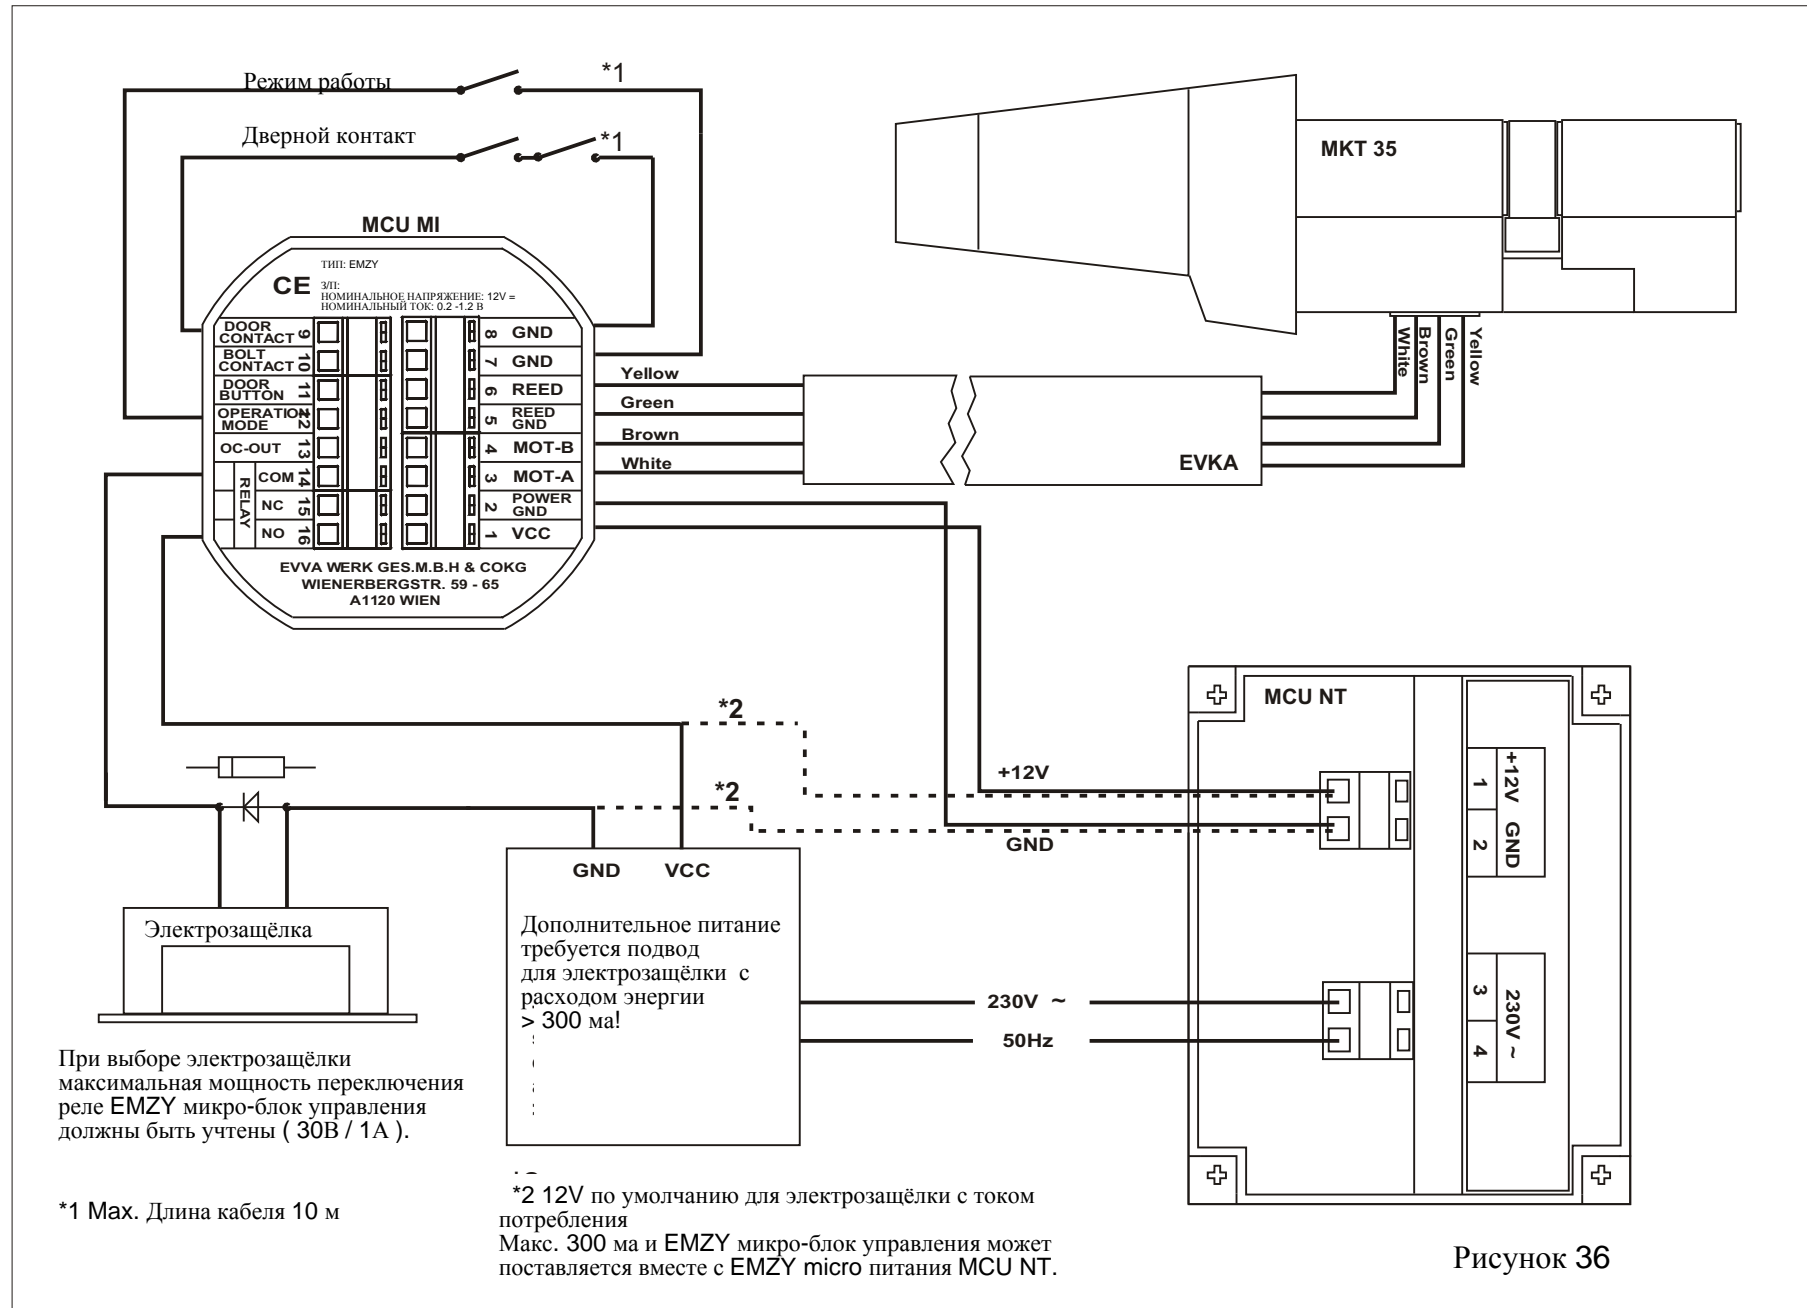 Режим работы
*1
Дверной контакт
*1
MCU MI
CE
ТИП: EMZY
З/П:
НОМИНАЛЬНОЕ НАПРЯЖЕНИЕ: 12V =
НОМИНАЛЬНЫЙ ТОК: 0.2 -1.2 В
DOOR
CONTACT 9
BOLT
CONTACT 10
DOOR
BUTTON 11
OPERATION
MODE
OC-OUT 13
RELAY
COM 14
NC 15
NO 16
8 GND
7 GND
6 REED
5 REED
GND
4 MOT-B
3 MOT-A
2 POWER
GND
1 VCC
EVVA WERK GES.M.B.H & COKG
WIENERBERGSTR. 59 - 65
A1120 WIEN
Yellow
Green
Brown
White
EVKA
MKT 35
White
Brown
Green
Yellow
*2
*2
+12V
GND
MCU NT
1 +12V
2 GND
3
4
230V ~
GND VCC
Дополнительное питание
требуется подвод
для электрозащёлки с
расходом энергии
> 300 ма!
230V ~
50Hz
Электрозащёлка
При выборе электрозащёлки
максимальная мощность переключения
реле EMZY микро-блок управления
должны быть учтены ( 30В / 1А ).
*1 Max. Длина кабеля 10 м
*2 12V по умолчанию для электрозащёлки с током
потребления
Макс. 300 ма и EMZY микро-блок управления может
поставляется вместе с EMZY micro питания MCU NT.
Рисунок 36